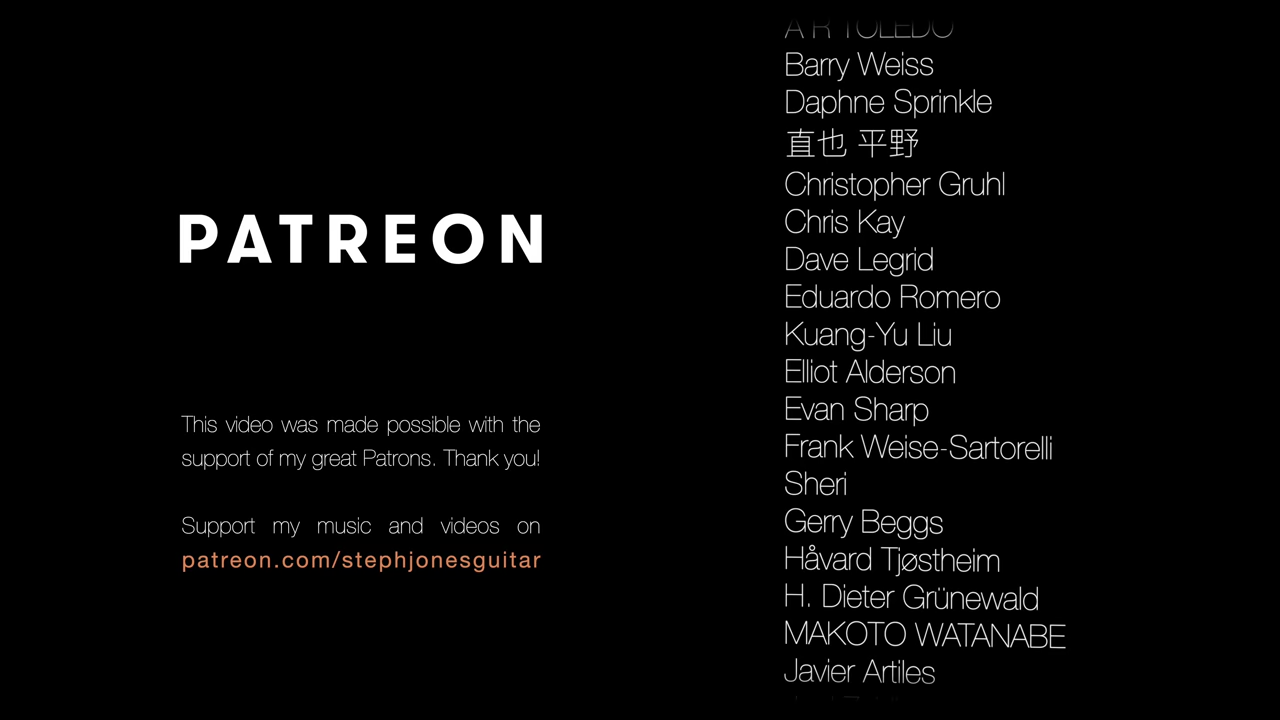 PATREON
This video was made possible with the
support of my great Patrons. Thank you!
Support my music and videos on
patreon.com/stephjonesguitar
A R TOLEDO
Barry Weiss
Daphne Sprinkle
直也 平野
Christopher Gruhl
Chris Kay
Dave Legrid
Eduardo Romero
Kuang-Yu Liu
Elliot Alderson
Evan Sharp
Frank Weise-Sartorelli
Sheri
Gerry Beggs
Håvard Tjøstheim
H. Dieter Grünewald
MAKOTO WATANABE
Javier Artiles